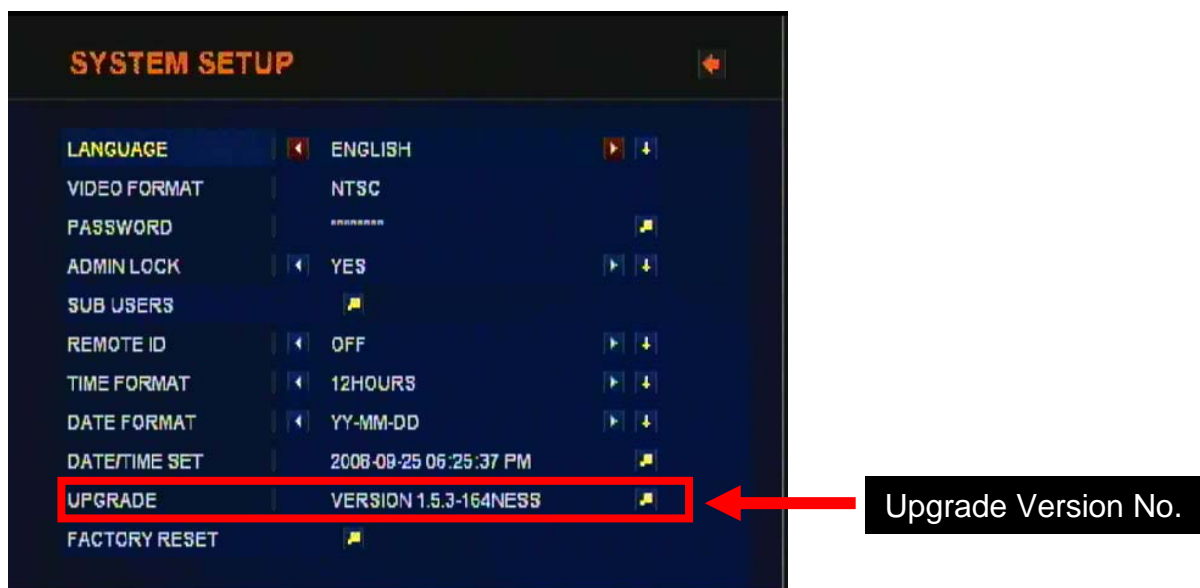 SYSTEM SETUP
LANGUAGE ENGLISH
VIDEO FORMAT NTSC
PASSWORD ********
ADMIN LOCK YES
SUB USERS
REMOTE ID OFF
TIME FORMAT 12HOURS
DATE FORMAT YY-MM-DD
DATE/TIME SET 2008-09-25 06:25:37 PM
UPGRADE VERSION 1.5.3-164NESS
FACTORY RESET
Upgrade Version No.